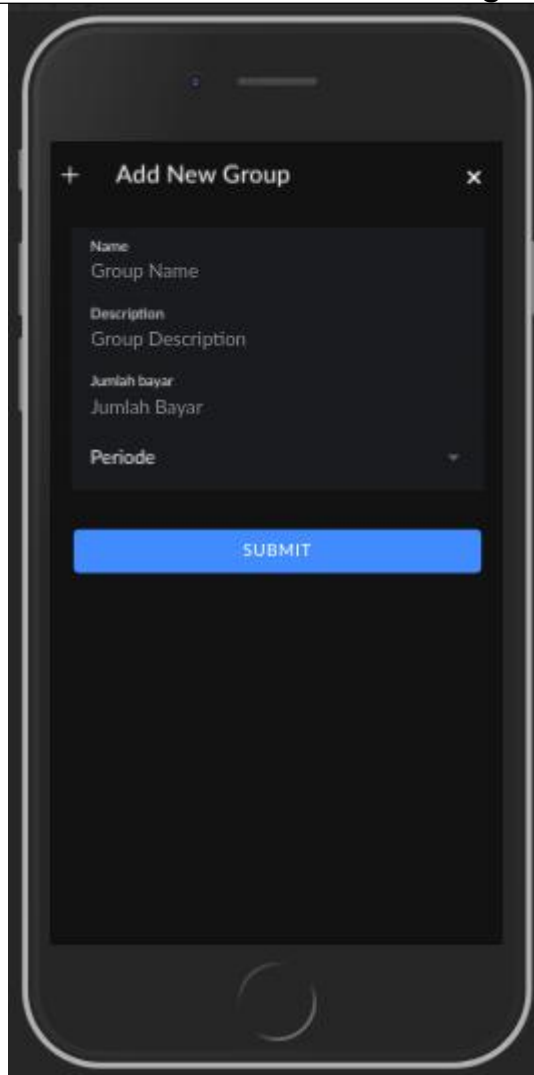 Add New Group
Name
Group Name
Description
Group Description
Jumlah bayar
Jumlah Bayar
Periode
SUBMIT